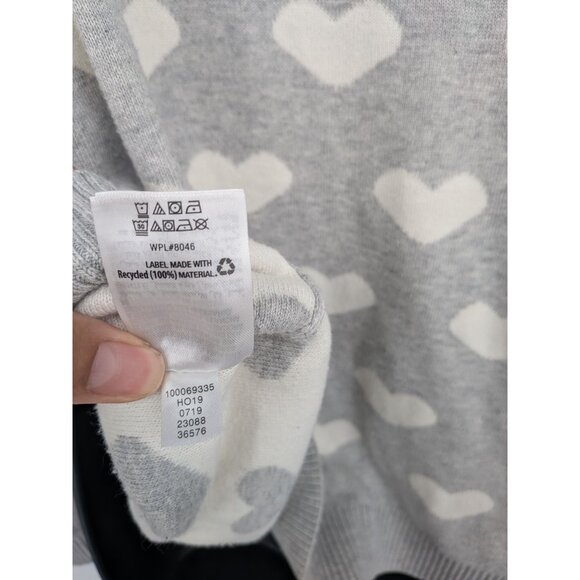 WPL#8046
LABEL MADE WITH
Recycled (100%) MATERIAL.
100069335
HO19
0719
23088
36576